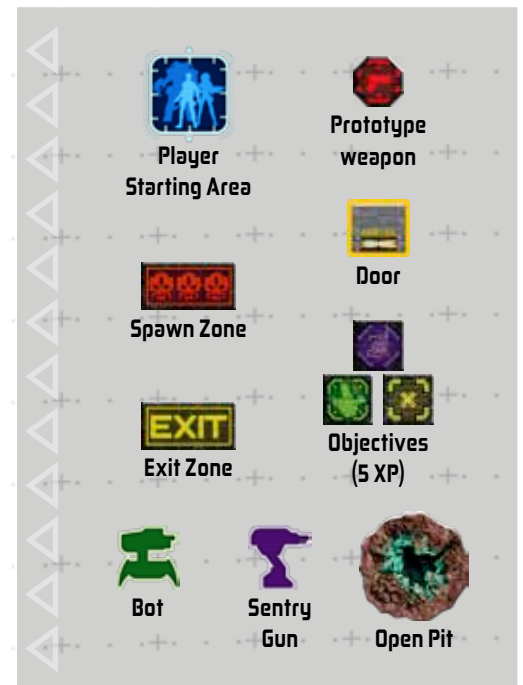 Player
Starting Area
Prototype
weapon
Door
Spawn Zone
EXIT
Exit Zone
Objectives
(5 XP)
Bot
Sentry
Gun
Open Pit